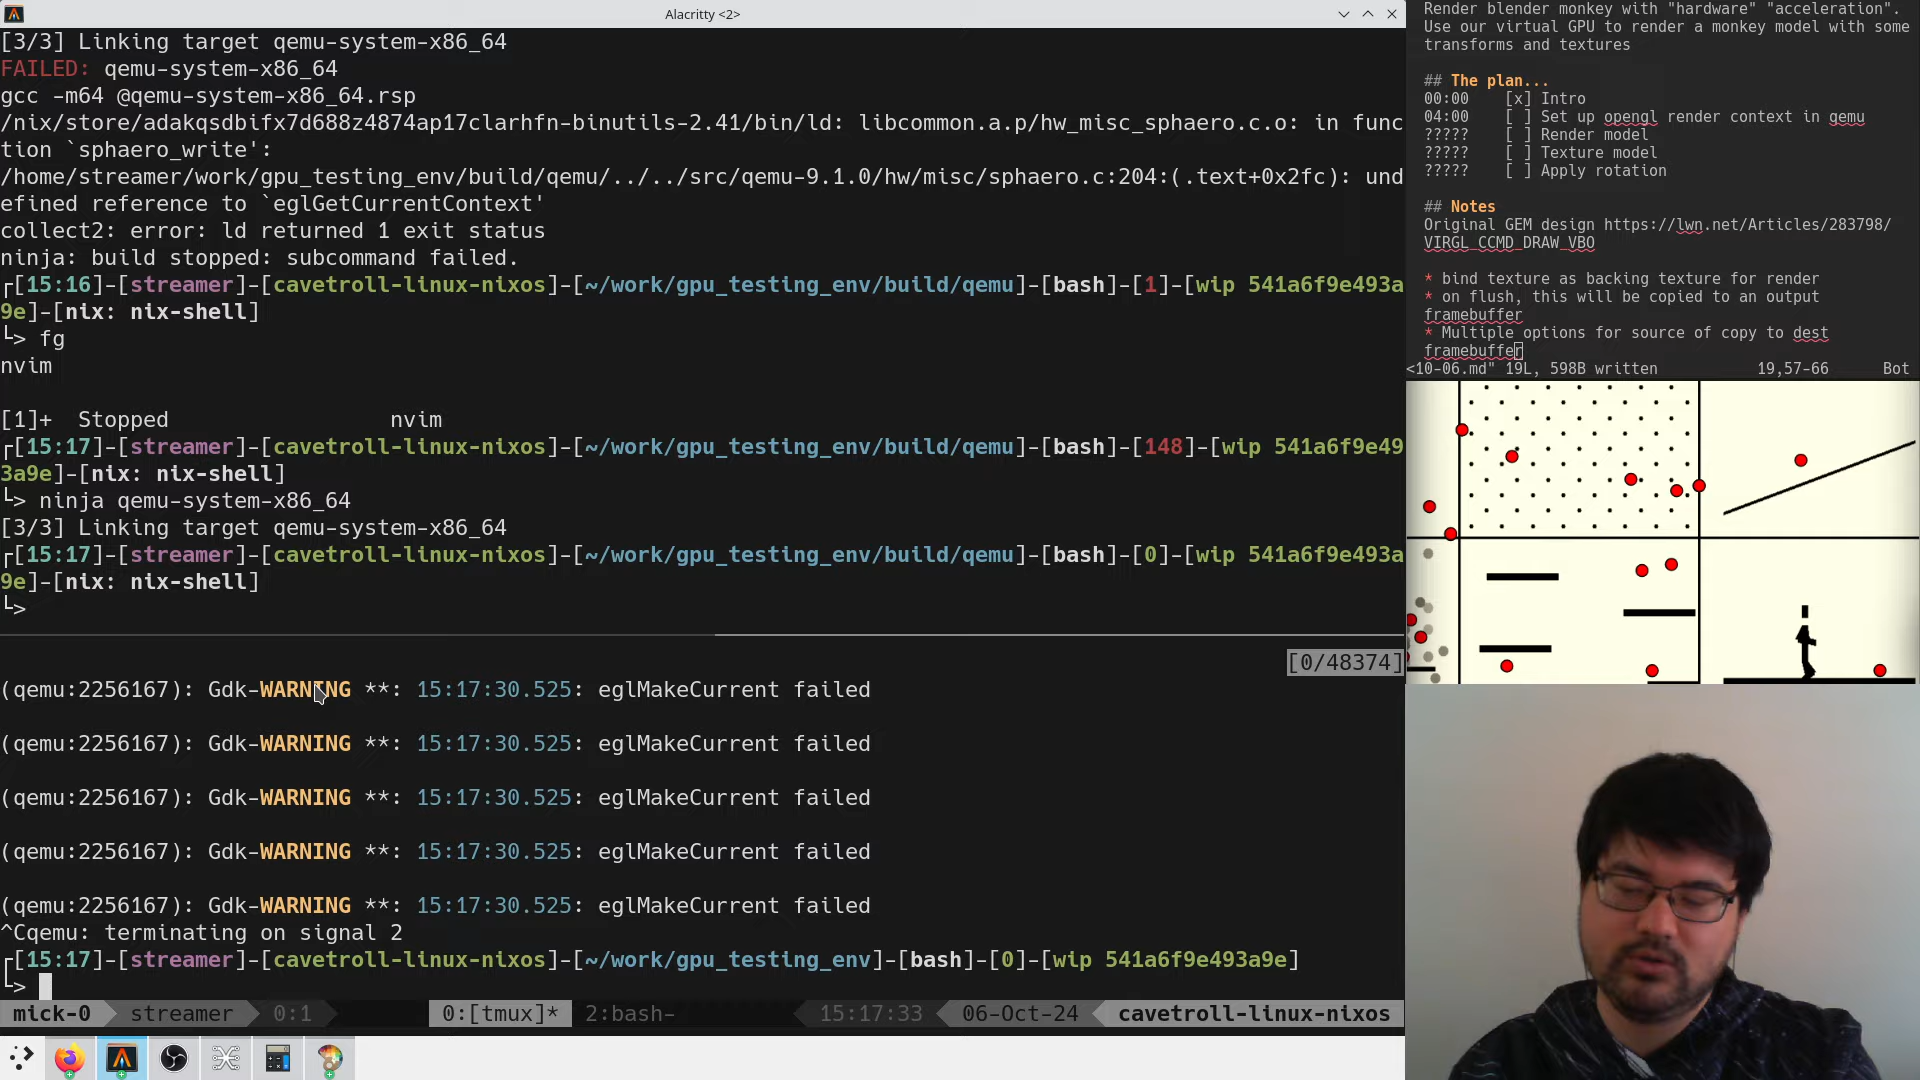 Alacritty <2>
[3/3] Linking target qemu-system-x86_64
FAILED: qemu-system-x86_64
gcc -m64 @qemu-system-x86_64.rsp
/nix/store/adakqsdbifx7d688z4874ap17clarhfn-binutils-2.41/bin/ld: libcommon.a.p/hw_misc_sphaero.c.o: in func
tion `sphaero_write':
/home/streamer/work/gpu_testing_env/build/qemu/../../src/qemu-9.1.0/hw/misc/sphaero.c:204:(.text+0x2fc): und
efined reference to `eglGetCurrentContext'
collect2: error: ld returned 1 exit status
ninja: build stopped: subcommand failed.
┌[15:16]-[streamer]-[cavetroll-linux-nixos]-[~/work/gpu_testing_env/build/qemu]-[bash]-[1]-[wip 541a6f9e493a
9e]-[nix: nix-shell]
└> fg
nvim
[1]+  Stopped                 nvim
┌[15:17]-[streamer]-[cavetroll-linux-nixos]-[~/work/gpu_testing_env/build/qemu]-[bash]-[148]-[wip 541a6f9e49
3a9e]-[nix: nix-shell]
└> ninja qemu-system-x86_64
[3/3] Linking target qemu-system-x86_64
┌[15:17]-[streamer]-[cavetroll-linux-nixos]-[~/work/gpu_testing_env/build/qemu]-[bash]-[0]-[wip 541a6f9e493a
9e]-[nix: nix-shell]
└>
[0/48374]
(qemu:2256167): Gdk-WARNING **: 15:17:30.525: eglMakeCurrent failed
(qemu:2256167): Gdk-WARNING **: 15:17:30.525: eglMakeCurrent failed
(qemu:2256167): Gdk-WARNING **: 15:17:30.525: eglMakeCurrent failed
(qemu:2256167): Gdk-WARNING **: 15:17:30.525: eglMakeCurrent failed
(qemu:2256167): Gdk-WARNING **: 15:17:30.525: eglMakeCurrent failed
^Cqemu: terminating on signal 2
┌[15:17]-[streamer]-[cavetroll-linux-nixos]-[~/work/gpu_testing_env]-[bash]-[0]-[wip 541a6f9e493a9e]
└>
mick-0 streamer 0:1 0:[tmux]* 2:bash- 15:17:33 06-Oct-24 cavetroll-linux-nixos
Render blender monkey with "hardware" "acceleration".
Use our virtual GPU to render a monkey model with some
transforms and textures
## The plan...
00:00    [x] Intro
04:00    [ ] Set up opengl render context in qemu
?????    [ ] Render model
?????    [ ] Texture model
?????    [ ] Apply rotation
## Notes
Original GEM design https://lwn.net/Articles/283798/
VIRGL_CCMD_DRAW_VBO
* bind texture as backing texture for render
* on flush, this will be copied to an output
framebuffer
* Multiple options for source of copy to dest
framebuffer
<10-06.md" 19L, 598B written 19,57-66 Bot